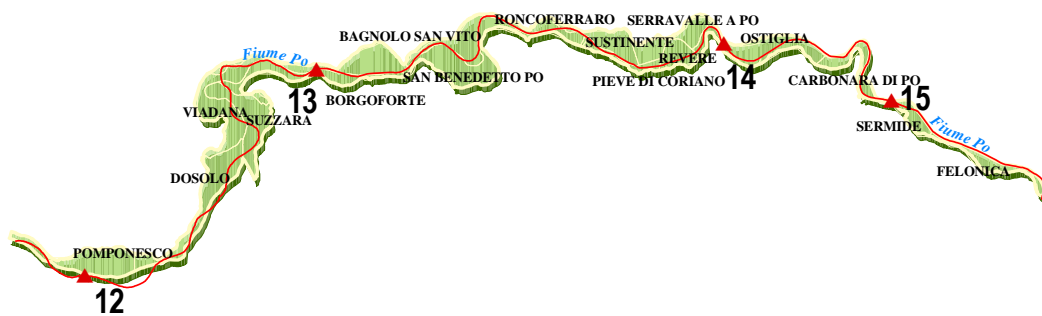 RONCOFERRARO
SERRAVALLE A PO
BAGNOLO SAN VITO
SUSTINENTE
OSTIGLIA
Fiume Po
REVERE
SAN BENEDETTO PO
PIEVE DI CORIANO
14
CARBONARA DI PO
13
BORGOFORTE
15
VIADANA
SUZZARA
SERMIDE
Fiume Po
DOSOLO
FELONICA
POMPONESCO
12